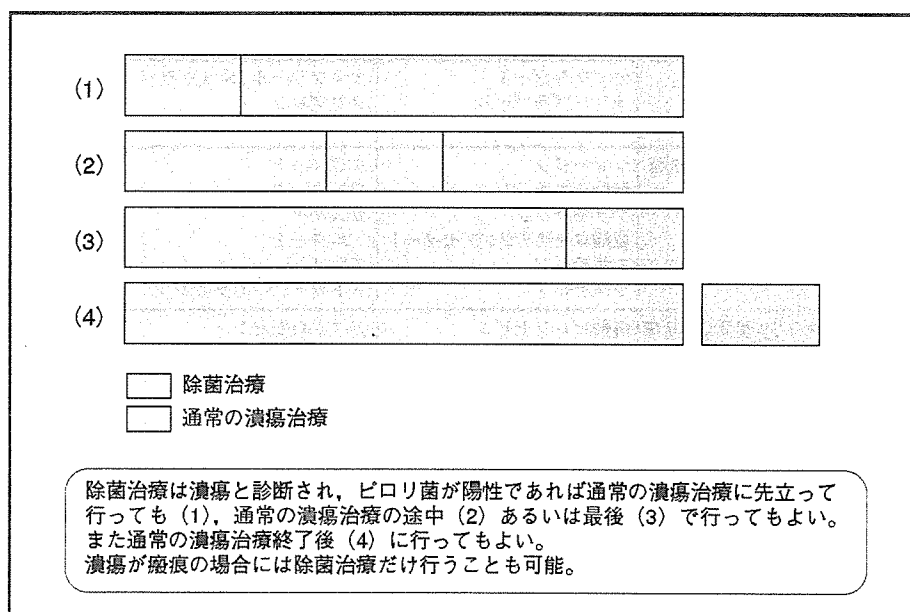 (1)
(2)
(3)
(4)
除菌治療
通常の潰瘍治療
除菌治療は潰瘍と診断され，ピロリ菌が陽性であれば通常の潰瘍治療に先立って
行っても（1），通常の潰瘍治療の途中（2）あるいは最後（3）で行ってもよい。
また通常の潰瘍治療終了後（4）に行ってもよい。
潰瘍が瘢痕の場合には除菌治療だけ行うことも可能。